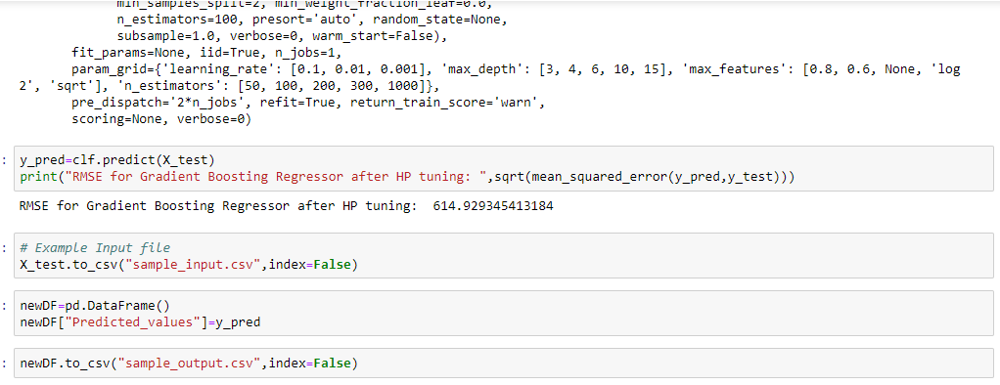 min_samples_split=2, min_weight_fraction_leaf=0.0,
n_estimators=100, presort='auto', random_state=None,
subsample=1.0, verbose=0, warm_start=False),
fit_params=None, iid=True, n_jobs=1,
param_grid={'learning_rate': [0.1, 0.01, 0.001], 'max_depth': [3, 4, 6, 10, 15], 'max_features': [0.8, 0.6, None, 'log
2', 'sqrt'], 'n_estimators': [50, 100, 200, 300, 1000]},
pre_dispatch='2*n_jobs', refit=True, return_train_score='warn',
scoring=None, verbose=0)
: y_pred=clf.predict(X_test)
print("RMSE for Gradient Boosting Regressor after HP tuning: ",sqrt(mean_squared_error(y_pred,y_test)))
RMSE for Gradient Boosting Regressor after HP tuning:  614.929345413184
: # Example Input file
X_test.to_csv("sample_input.csv",index=False)
: newDF=pd.DataFrame()
newDF["Predicted_values"]=y_pred
: newDF.to_csv("sample_output.csv",index=False)